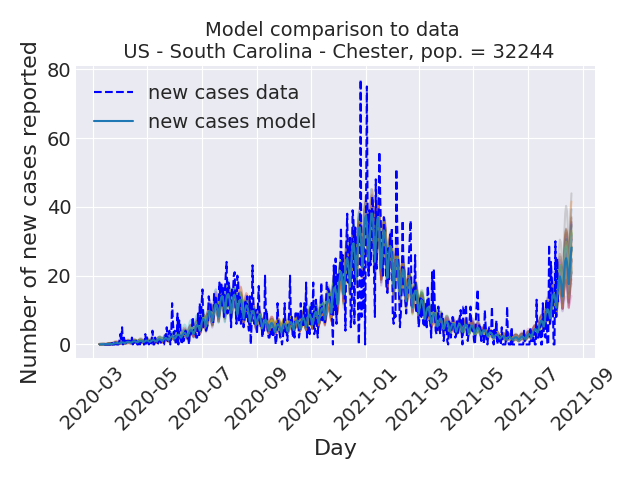 Model comparison to data
US - South Carolina - Chester, pop. = 32244
Number of new cases reported
80
60
40
20
0
new cases data
new cases model
2020-03
2020-05
2020-07
2020-09
2020-11
2021-01
2021-03
2021-05
2021-07
2021-09
Day